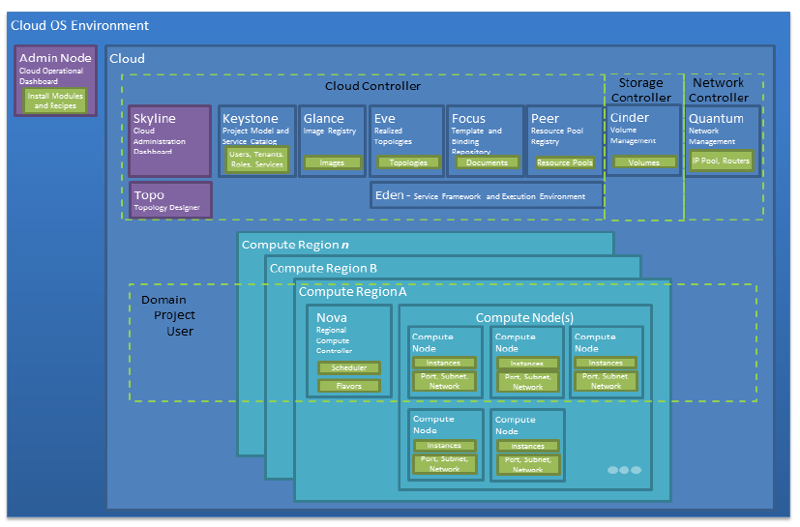 Cloud OS Environment
Admin Node
Cloud Operational
Dashboard
Install Modules
and Recipes
Cloud
Cloud Controller
Storage
Controller
Network
Controller
Skyline
Cloud
Administration
Dashboard
Keystone
Project Model and
Service Catalog
Users, Tenants,
Roles, Services
Glance
Image Registry
Images
Eve
Realized
Topologies
Topologies
Focus
Template and
Binding
Repository
Documents
Peer
Resource Pool
Registry
Resource Pools
Cinder
Volume
Management
Volumes
Quantum
Network
Management
IP Pool, Routers
Topo
Topology Designer
Eden - Service Framework and Execution Environment
Compute Region n
Compute Region B
Compute Region A
Domain
Project
User
Nova
Regional
Compute
Controller
Scheduler
Flavors
Compute Node(s)
Compute
Node
Instances
Port, Subnet,
Network
Compute
Node
Instances
Port, Subnet,
Network
Compute
Node
Instances
Port, Subnet,
Network
Compute
Node
Instances
Port, Subnet,
Network
Compute
Node
Instances
Port, Subnet,
Network